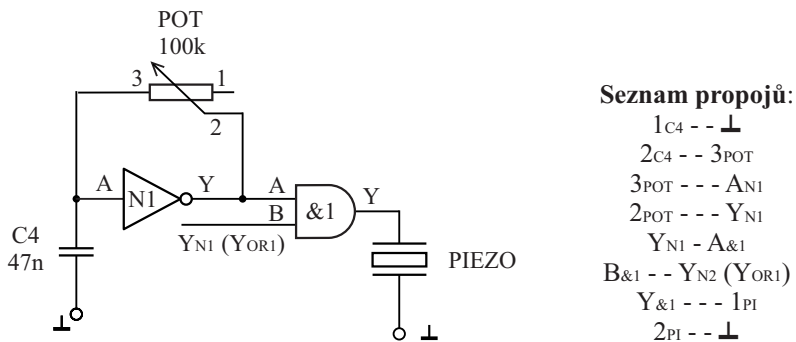 POT
100k
3
1
2
A
N1
Y
A
B
&1
Y
YN1 (YOR1)
C4
47n
PIEZO
Seznam propojů:
1C4 - - ⊥
2C4 - - 3POT
3POT - - - AN1
2POT - - - YN1
YN1 - A&1
B&1 - - YN2 (YOR1)
Y&1 - - - 1PI
2PI - - ⊥